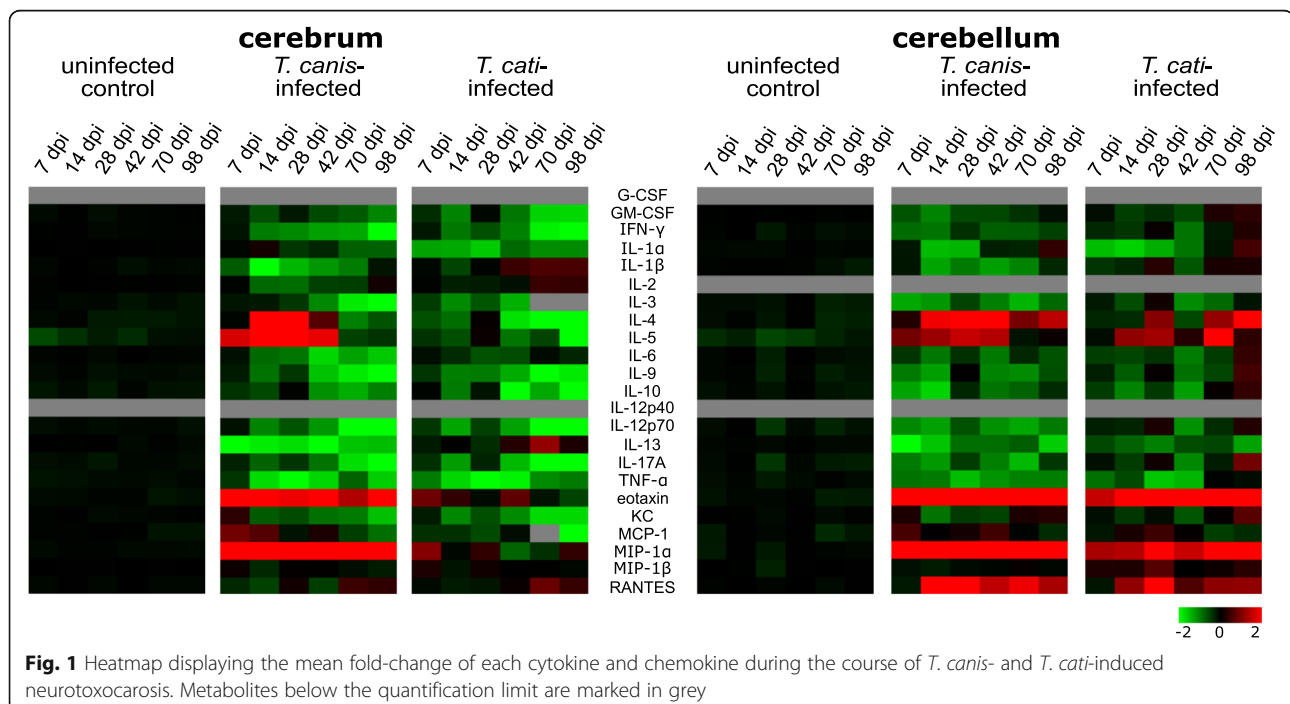 cerebrum
cerebellum
uninfected control
T. canis-infected
T. cati-infected
uninfected control
T. canis-infected
T. cati-infected
7 dpi 14 dpi 28 dpi 42 dpi 70 dpi 98 dpi
7 dpi 14 dpi 28 dpi 42 dpi 70 dpi 98 dpi
7 dpi 14 dpi 28 dpi 42 dpi 70 dpi 98 dpi
7 dpi 14 dpi 28 dpi 42 dpi 70 dpi 98 dpi
7 dpi 14 dpi 28 dpi 42 dpi 70 dpi 98 dpi
7 dpi 14 dpi 28 dpi 42 dpi 70 dpi 98 dpi
G-CSF
GM-CSF
IFN-γ
IL-1α
IL-1β
IL-2
IL-3
IL-4
IL-5
IL-6
IL-9
IL-10
IL-12p40
IL-12p70
IL-13
IL-17A
TNF-α
eotaxin
KC
MCP-1
MIP-1α
MIP-1β
RANTES
-2 0 2
Fig. 1 Heatmap displaying the mean fold-change of each cytokine and chemokine during the course of T. canis- and T. cati-induced
neurotoxocarosis. Metabolites below the quantification limit are marked in grey